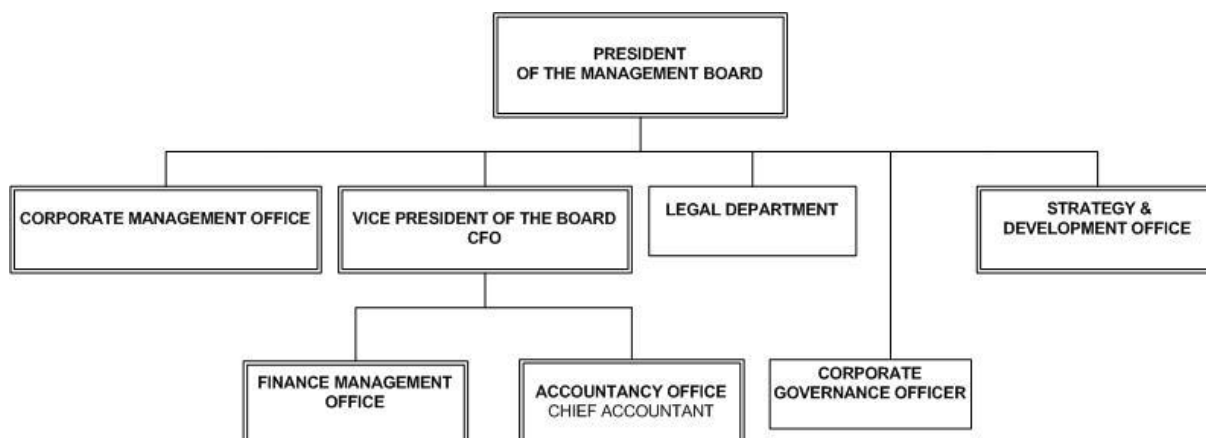 PRESIDENT
OF THE MANAGEMENT BOARD
CORPORATE MANAGEMENT OFFICE
VICE PRESIDENT OF THE BOARD
CFO
LEGAL DEPARTMENT
STRATEGY &
DEVELOPMENT OFFICE
FINANCE MANAGEMENT
OFFICE
ACCOUNTANCY OFFICE
CHIEF ACCOUNTANT
CORPORATE
GOVERNANCE OFFICER